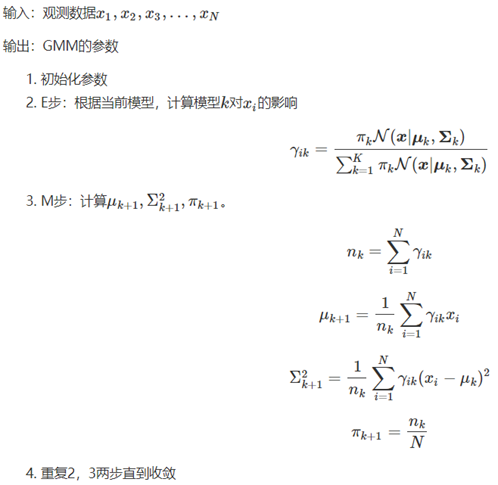 输入：观测数据$x_1, x_2, x_3, \ldots, x_N$
输出：GMM的参数
1. 初始化参数
2. E步：根据当前模型，计算模型$k$对$x_i$的影响
$\gamma_{ik} = \frac{\pi_k \mathcal{N}(\boldsymbol{x}|\boldsymbol{\mu}_k, \boldsymbol{\Sigma}_k)}{\sum_{k=1}^{K} \pi_k \mathcal{N}(\boldsymbol{x}|\boldsymbol{\mu}_k, \boldsymbol{\Sigma}_k)}$
3. M步：计算$\mu_{k+1}, \Sigma_{k+1}^2, \pi_{k+1}$。
$n_k = \sum_{i=1}^{N} \gamma_{ik}$
$\mu_{k+1} = \frac{1}{n_k} \sum_{i=1}^{N} \gamma_{ik} x_i$
$\Sigma_{k+1}^2 = \frac{1}{n_k} \sum_{i=1}^{N} \gamma_{ik} (x_i - \mu_k)^2$
$\pi_{k+1} = \frac{n_k}{N}$
4. 重复2，3两步直到收敛